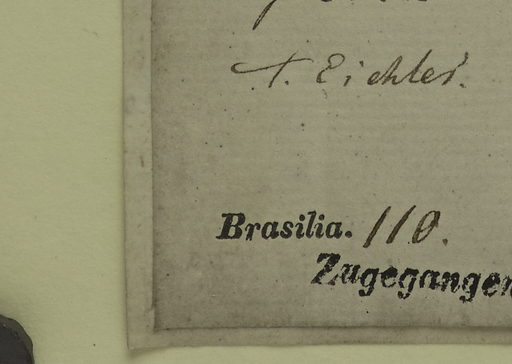 t. Eichler.
Brasilia. 110.
Zugegangen